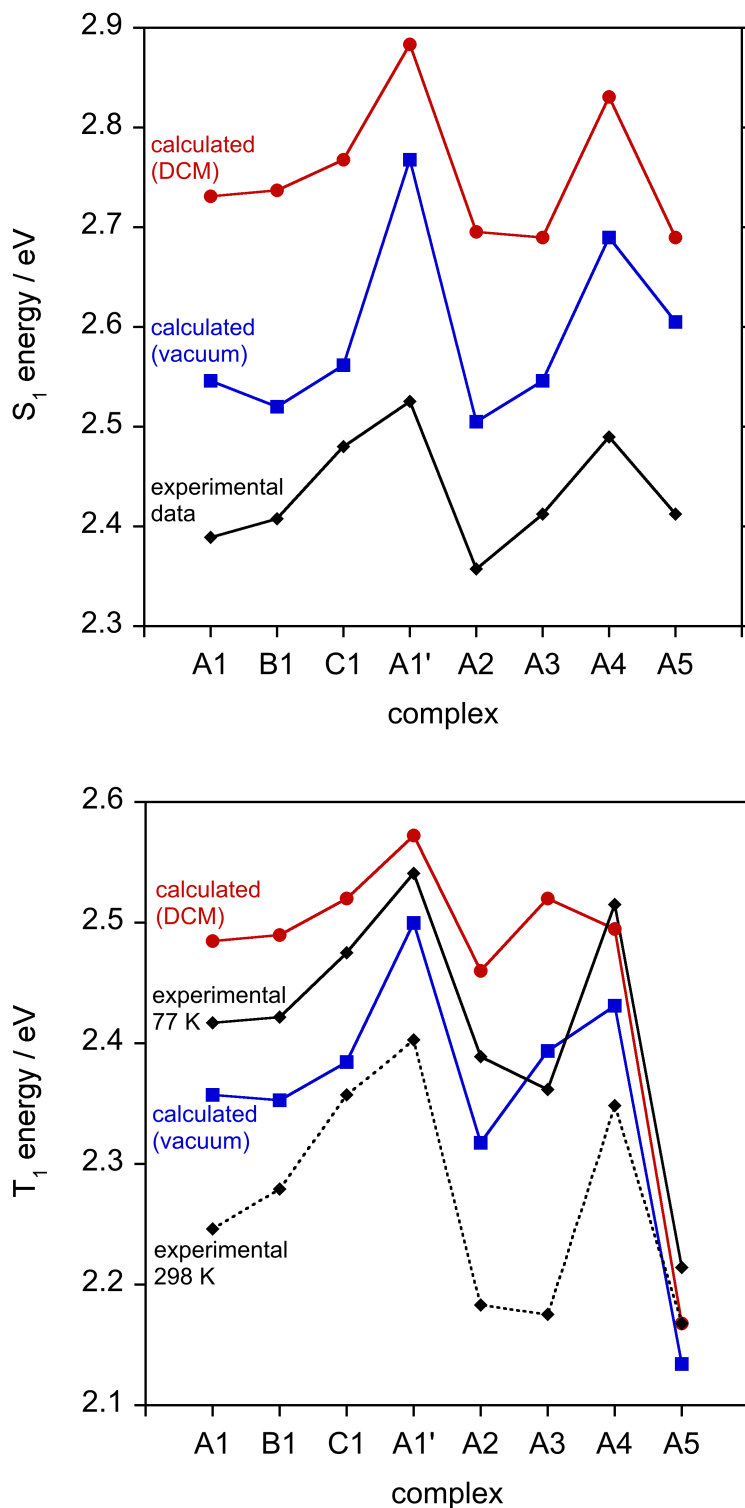 2.9
2.8
2.7
2.6
2.5
2.4
2.3
S1 energy / eV
calculated
(DCM)
calculated
(vacuum)
experimental
data
A1 B1 C1 A1' A2 A3 A4 A5
complex
2.6
2.5
2.4
2.3
2.2
2.1
T1 energy / eV
calculated
(DCM)
experimental
77 K
calculated
(vacuum)
experimental
298 K
A1 B1 C1 A1' A2 A3 A4 A5
complex